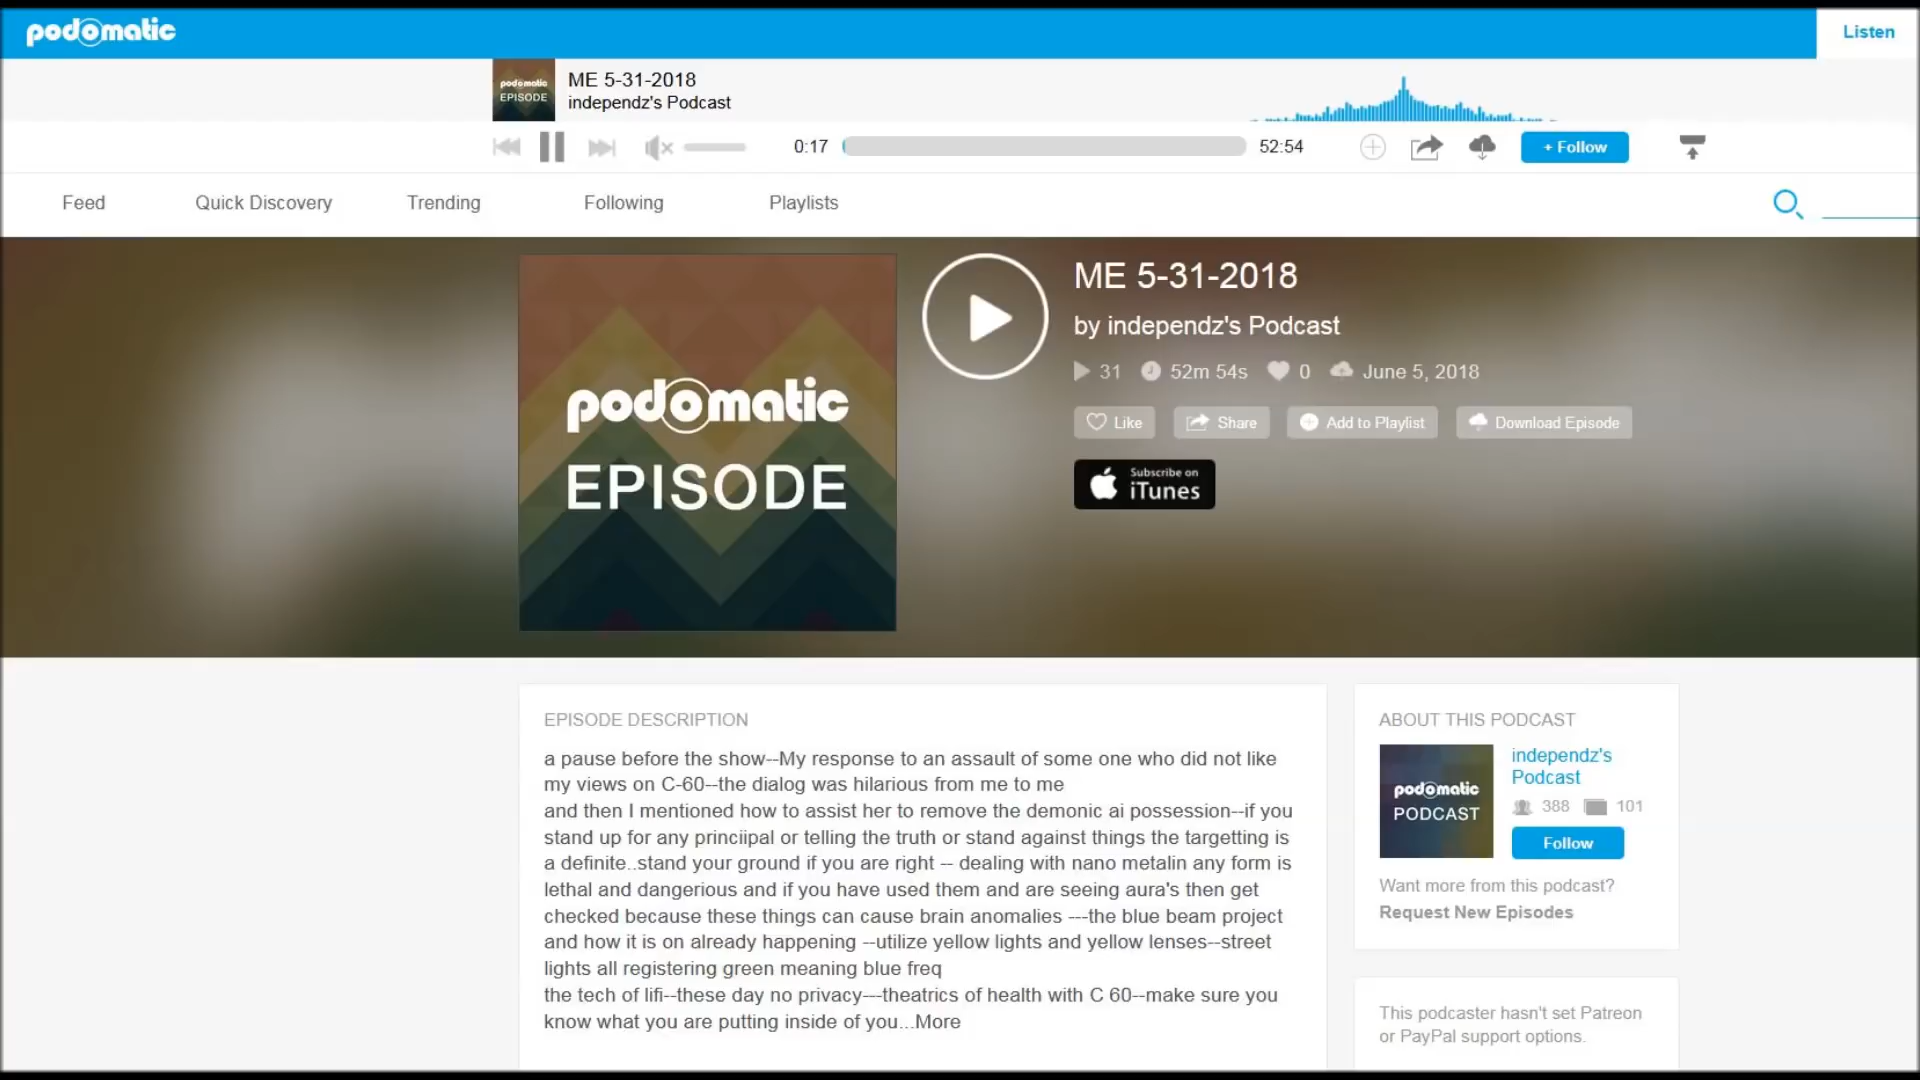 podomatic
Listen
podomatic
EPISODE
ME 5-31-2018
independz's Podcast
0:17
52:54
+ Follow
Feed
Quick Discovery
Trending
Following
Playlists
podomatic
EPISODE
ME 5-31-2018
by independz's Podcast
31
52m 54s
0
June 5, 2018
Like
Share
Add to Playlist
Download Episode
Subscribe on
iTunes
EPISODE DESCRIPTION
a pause before the show--My response to an assault of some one who did not like
my views on C-60--the dialog was hilarious from me to me
and then I mentioned how to assist her to remove the demonic ai possession--if you
stand up for any princiipal or telling the truth or stand against things the targetting is
a definite..stand your ground if you are right -- dealing with nano metalin any form is
lethal and dangerious and if you have used them and are seeing aura's then get
checked because these things can cause brain anomalies ---the blue beam project
and how it is on already happening --utilize yellow lights and yellow lenses--street
lights all registering green meaning blue freq
the tech of lifi--these day no privacy---theatrics of health with C 60--make sure you
know what you are putting inside of you...More
ABOUT THIS PODCAST
podomatic
PODCAST
independz's
Podcast
388
101
Follow
Want more from this podcast?
Request New Episodes
This podcaster hasn't set Patreon
or PayPal support options.